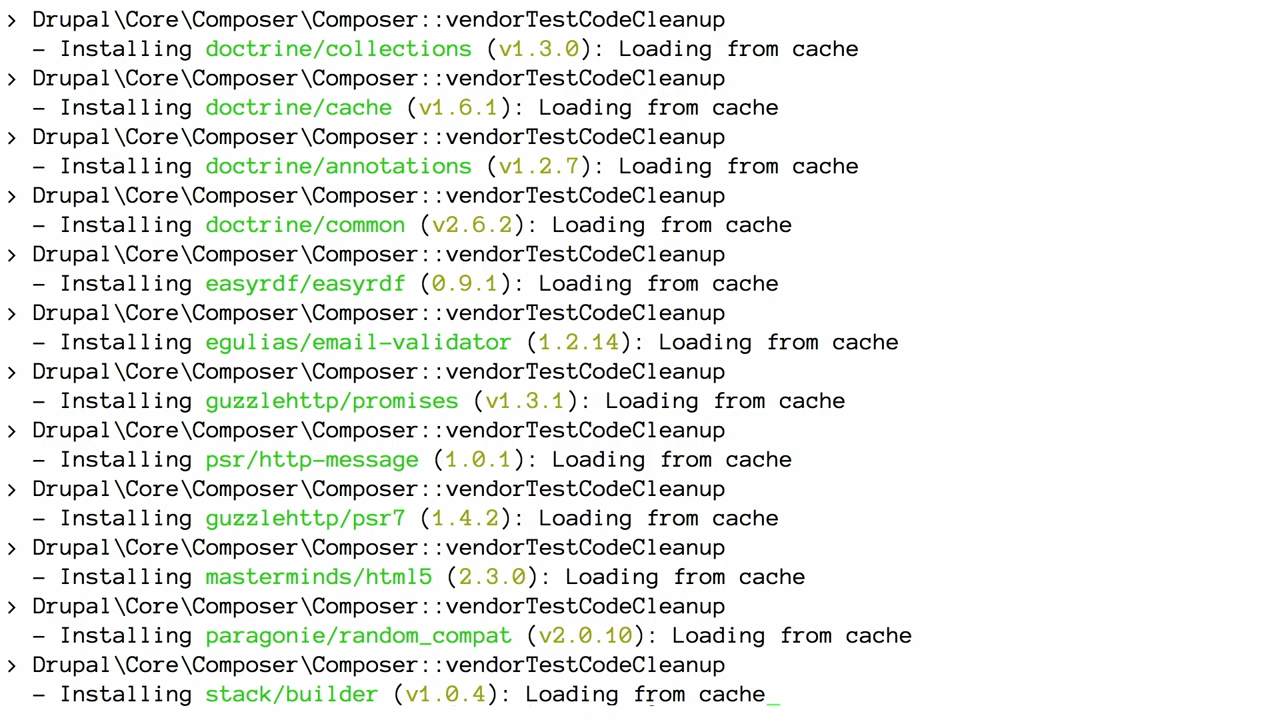 > Drupal\Core\Composer\Composer::vendorTestCodeCleanup
- Installing doctrine/collections (v1.3.0): Loading from cache
> Drupal\Core\Composer\Composer::vendorTestCodeCleanup
- Installing doctrine/cache (v1.6.1): Loading from cache
> Drupal\Core\Composer\Composer::vendorTestCodeCleanup
- Installing doctrine/annotations (v1.2.7): Loading from cache
> Drupal\Core\Composer\Composer::vendorTestCodeCleanup
- Installing doctrine/common (v2.6.2): Loading from cache
> Drupal\Core\Composer\Composer::vendorTestCodeCleanup
- Installing easyrdf/easyrdf (0.9.1): Loading from cache
> Drupal\Core\Composer\Composer::vendorTestCodeCleanup
- Installing egulias/email-validator (1.2.14): Loading from cache
> Drupal\Core\Composer\Composer::vendorTestCodeCleanup
- Installing guzzlehttp/promises (v1.3.1): Loading from cache
> Drupal\Core\Composer\Composer::vendorTestCodeCleanup
- Installing psr/http-message (1.0.1): Loading from cache
> Drupal\Core\Composer\Composer::vendorTestCodeCleanup
- Installing guzzlehttp/psr7 (1.4.2): Loading from cache
> Drupal\Core\Composer\Composer::vendorTestCodeCleanup
- Installing masterminds/html5 (2.3.0): Loading from cache
> Drupal\Core\Composer\Composer::vendorTestCodeCleanup
- Installing paragonie/random_compat (v2.0.10): Loading from cache
> Drupal\Core\Composer\Composer::vendorTestCodeCleanup
- Installing stack/builder (v1.0.4): Loading from cache_